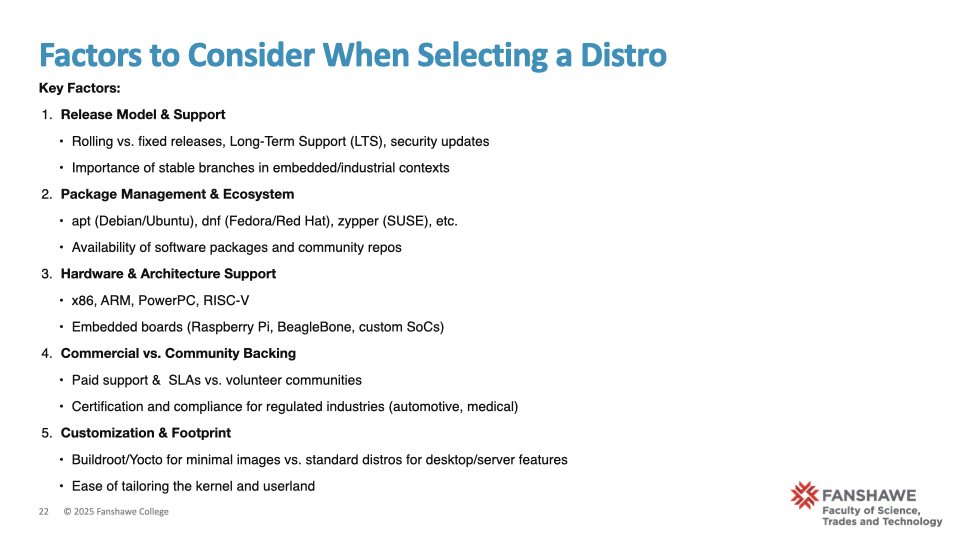 Factors to Consider When Selecting a Distro
Key Factors:
1. Release Model & Support
• Rolling vs. fixed releases, Long-Term Support (LTS), security updates
• Importance of stable branches in embedded/industrial contexts
2. Package Management & Ecosystem
• apt (Debian/Ubuntu), dnf (Fedora/Red Hat), zypper (SUSE), etc.
• Availability of software packages and community repos
3. Hardware & Architecture Support
• x86, ARM, PowerPC, RISC-V
• Embedded boards (Raspberry Pi, BeagleBone, custom SoCs)
4. Commercial vs. Community Backing
• Paid support &  SLAs vs. volunteer communities
• Certification and compliance for regulated industries (automotive, medical)
5. Customization & Footprint
• Buildroot/Yocto for minimal images vs. standard distros for desktop/server features
• Ease of tailoring the kernel and userland
22 © 2025 Fanshawe College
FANSHAWE
Faculty of Science,
Trades and Technology